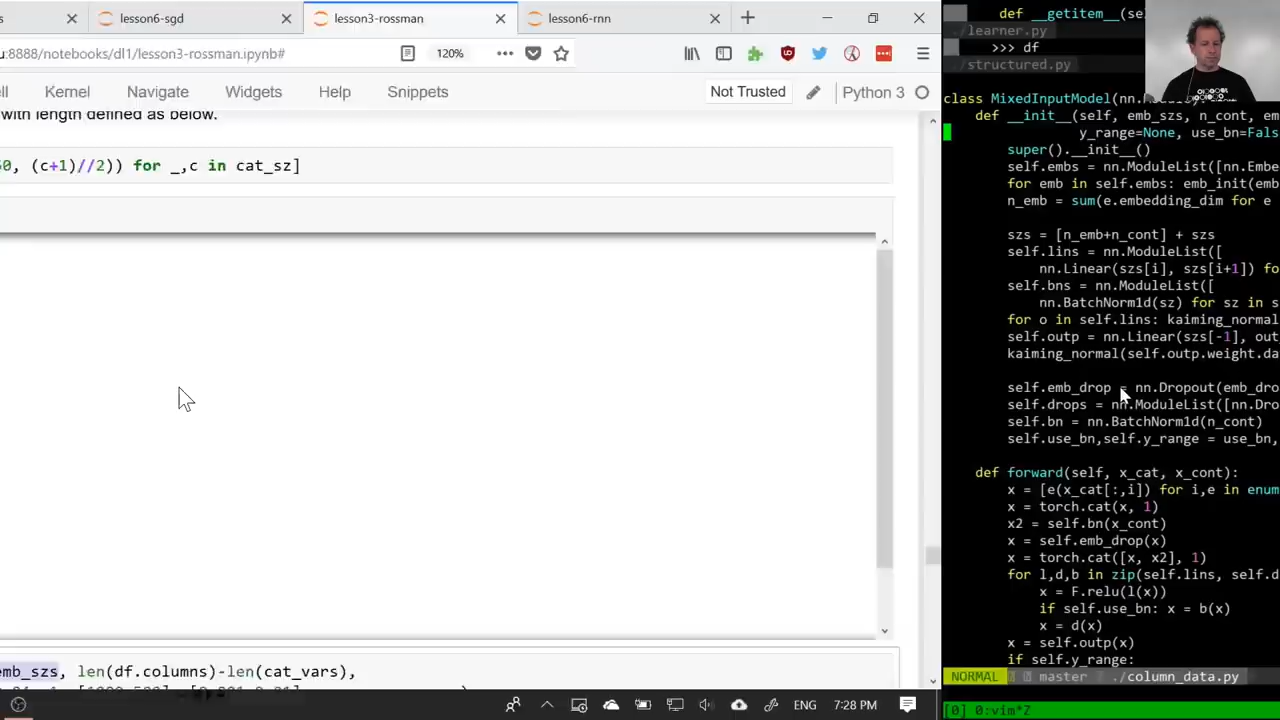 s
lesson6-sgd
lesson3-rossman
lesson6-rnn
:8888/notebooks/dl1/lesson3-rossman.ipynb#
120%
ell Kernel Navigate Widgets Help Snippets
Not Trusted
Python 3
with length defined as below.
50, (c+1)//2)) for _,c in cat_sz]
emb_szs, len(df.columns)-len(cat_vars),
ENG
7:28 PM
def __getitem__(se
./learner.py
>>> df
./structured.py
class MixedInputModel(nn.
def __init__(self, emb_szs, n_cont, em
y_range=None, use_bn=Fals
super().__init__()
self.embs = nn.ModuleList([nn.Embe
for emb in self.embs: emb_init(emb
n_emb = sum(e.embedding_dim for e
szs = [n_emb+n_cont] + szs
self.lins = nn.ModuleList([
nn.Linear(szs[i], szs[i+1]) fo
self.bns = nn.ModuleList([
nn.BatchNorm1d(sz) for sz in s
for o in self.lins: kaiming_normal
self.outp = nn.Linear(szs[-1], out
kaiming_normal(self.outp.weight.da
self.emb_drop = nn.Dropout(emb_dro
self.drops = nn.ModuleList([nn.Dro
self.bn = nn.BatchNorm1d(n_cont)
self.use_bn,self.y_range = use_bn,
def forward(self, x_cat, x_cont):
x = [e(x_cat[:,i]) for i,e in enum
x = torch.cat(x, 1)
x2 = self.bn(x_cont)
x = self.emb_drop(x)
x = torch.cat([x, x2], 1)
for l,d,b in zip(self.lins, self.d
x = F.relu(l(x))
if self.use_bn: x = b(x)
x = d(x)
x = self.outp(x)
if self.y_range:
NORMAL master ./column_data.py
[0] 0:vim*Z